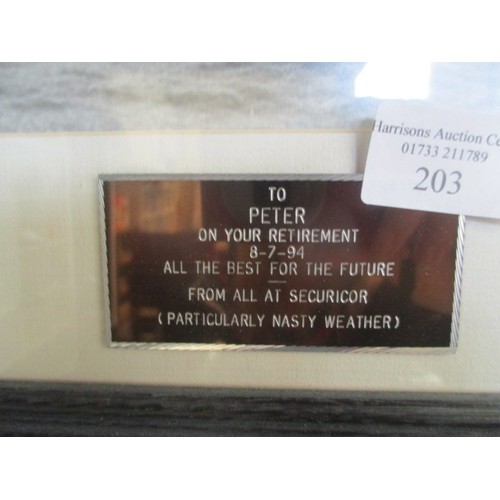 Harrisons Auction
01733 211789
203
TO
PETER
ON YOUR RETIREMENT
8-7-94
ALL THE BEST FOR THE FUTURE
FROM ALL AT SECURICOR
(PARTICULARLY NASTY WEATHER)